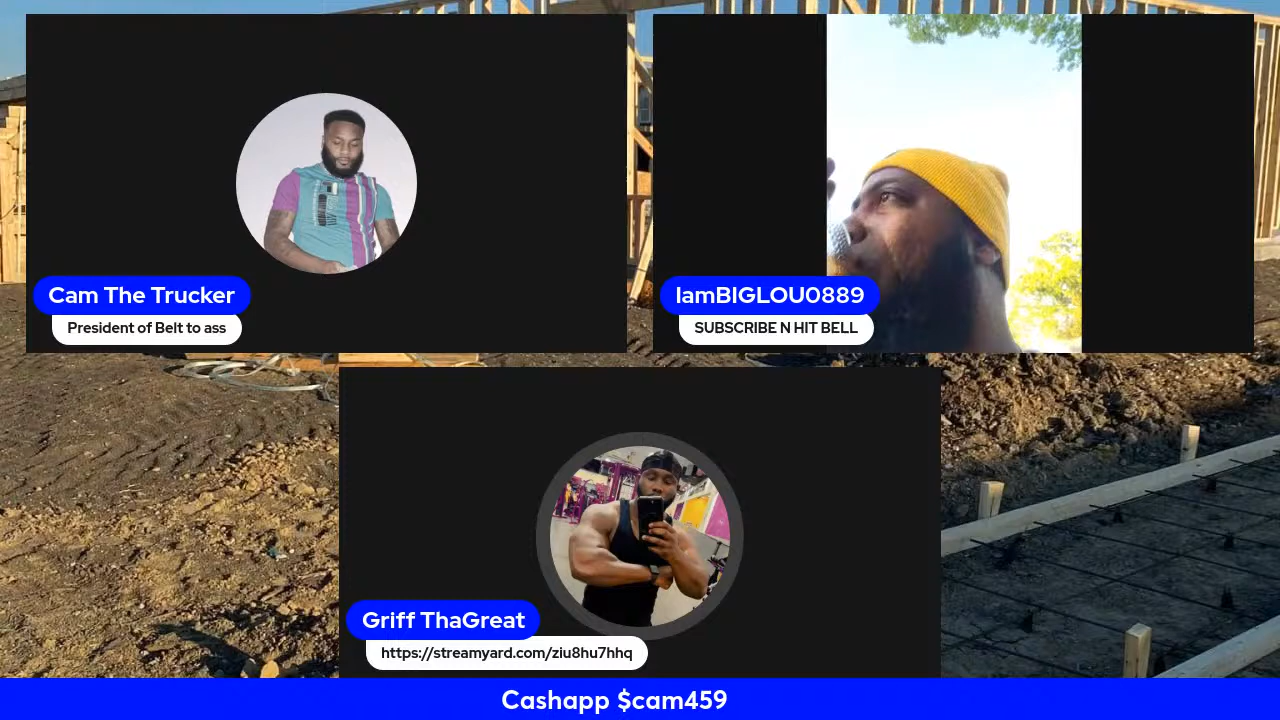 Cam The Trucker
President of Belt to ass
IamBIGLOU0889
SUBSCRIBE N HIT BELL
Griff ThaGreat
https://streamyard.com/ziu8hu7hhq
Cashapp $cam459